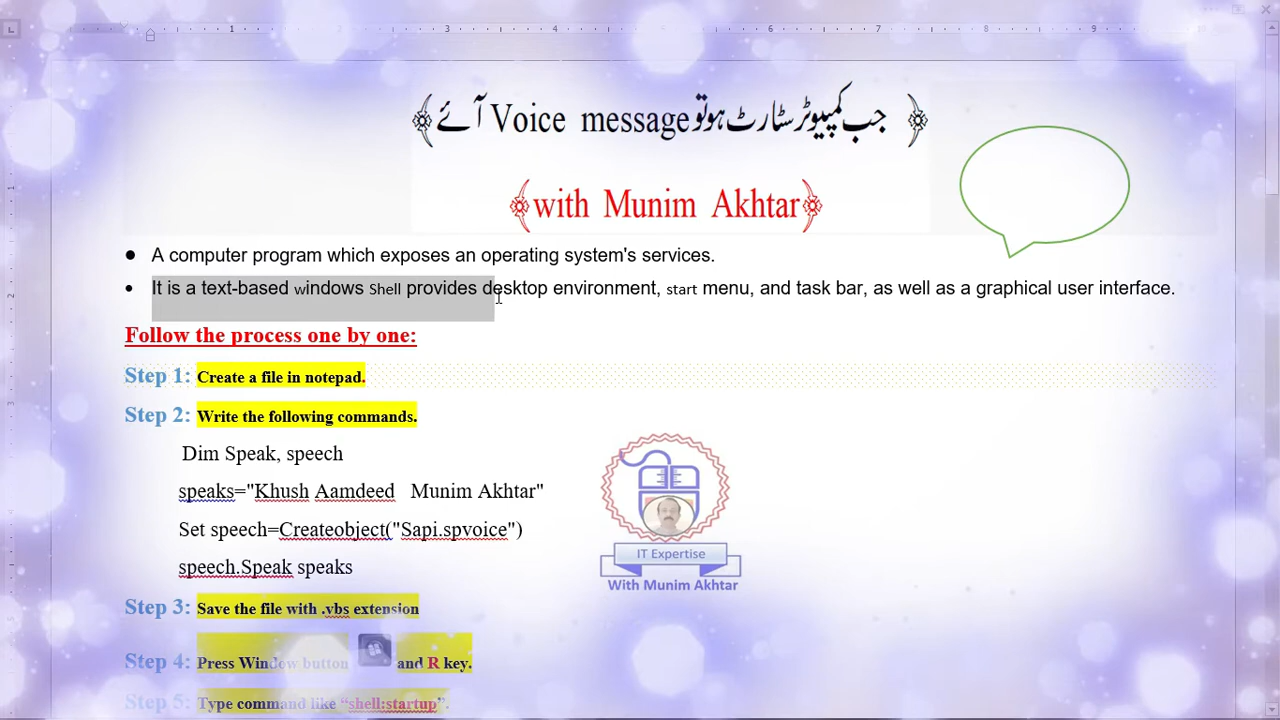 جب کمپیوٹر سٹارٹ ہو تو Voice message آئے
with Munim Akhtar
• A computer program which exposes an operating system's services.
• It is a text-based windows Shell provides desktop environment, start menu, and task bar, as well as a graphical user interface.
Follow the process one by one:
Step 1: Create a file in notepad.
Step 2: Write the following commands.
Dim Speak, speech
speaks="Khush Aamdeed Munim Akhtar"
Set speech=Createobject("Sapi.spvoice")
speech.Speak speaks
IT Expertise
With Munim Akhtar
Step 3: Save the file with .vbs extension
Step 4: Press Window button and R key.
Step 5: Type command like “shell:startup”.